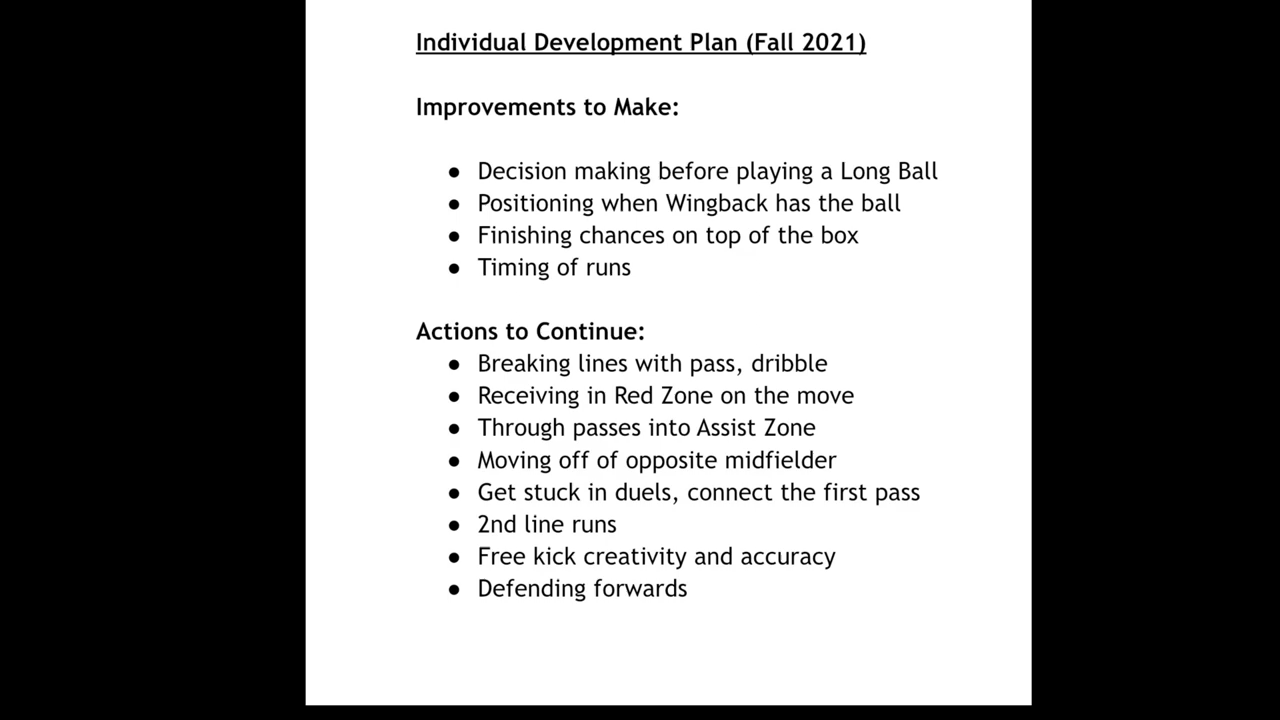 Individual Development Plan (Fall 2021)
Improvements to Make:
● Decision making before playing a Long Ball
● Positioning when Wingback has the ball
● Finishing chances on top of the box
● Timing of runs
Actions to Continue:
● Breaking lines with pass, dribble
● Receiving in Red Zone on the move
● Through passes into Assist Zone
● Moving off of opposite midfielder
● Get stuck in duels, connect the first pass
● 2nd line runs
● Free kick creativity and accuracy
● Defending forwards